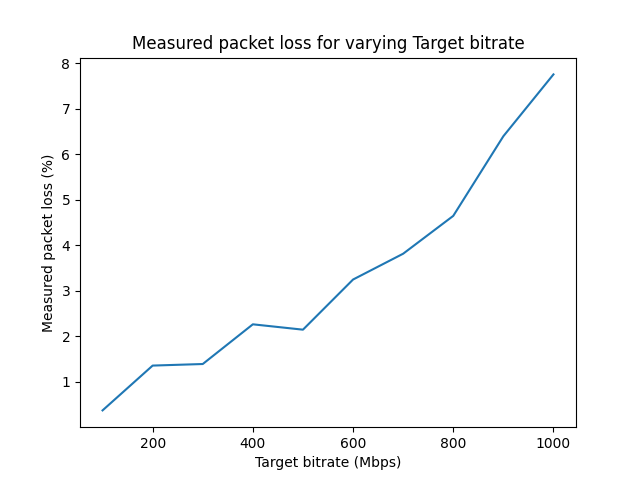 Measured packet loss for varying Target bitrate
8
7
6
5
4
3
2
1
Measured packet loss (%)
200 400 600 800 1000
Target bitrate (Mbps)